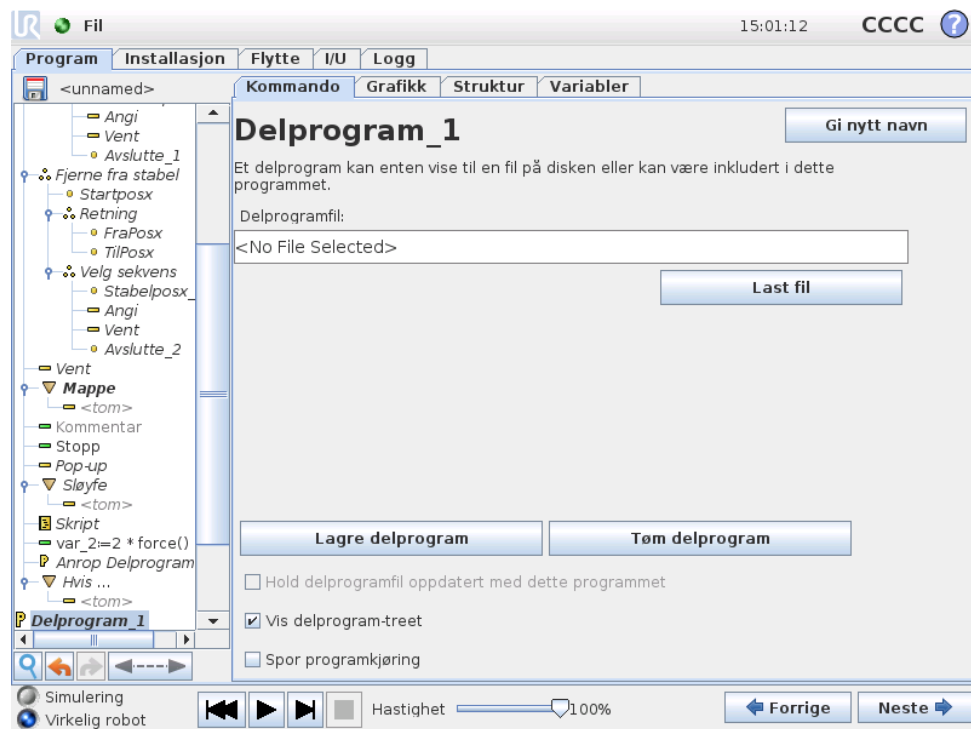 UR Fil 15:01:12 CCCC ?
Program Installasjon Flytte I/U Logg
<unnamed>
Kommando Grafikk Struktur Variabler
Angi
Vent
Avslutte_1
Fjerne fra stabel
Startposx
Retning
FraPosx
TilPosx
Velg sekvens
Stabelposx_
Angi
Vent
Avslutte_2
Vent
Mappe
<tom>
Kommentar
Stopp
Pop-up
Sløyfe
<tom>
Skript
var_2:=2 * force()
Anrop Delprogram
Hvis ...
<tom>
Delprogram_1
Delprogram_1
Gi nytt navn
Et delprogram kan enten vise til en fil på disken eller kan være inkludert i dette
programmet.
Delprogramfil:
<No File Selected>
Last fil
Lagre delprogram Tøm delprogram
Hold delprogramfil oppdatert med dette programmet
Vis delprogram-treet
Spor programkjøring
Simulering
Virkelig robot
Hastighet 100%
Forrige Neste